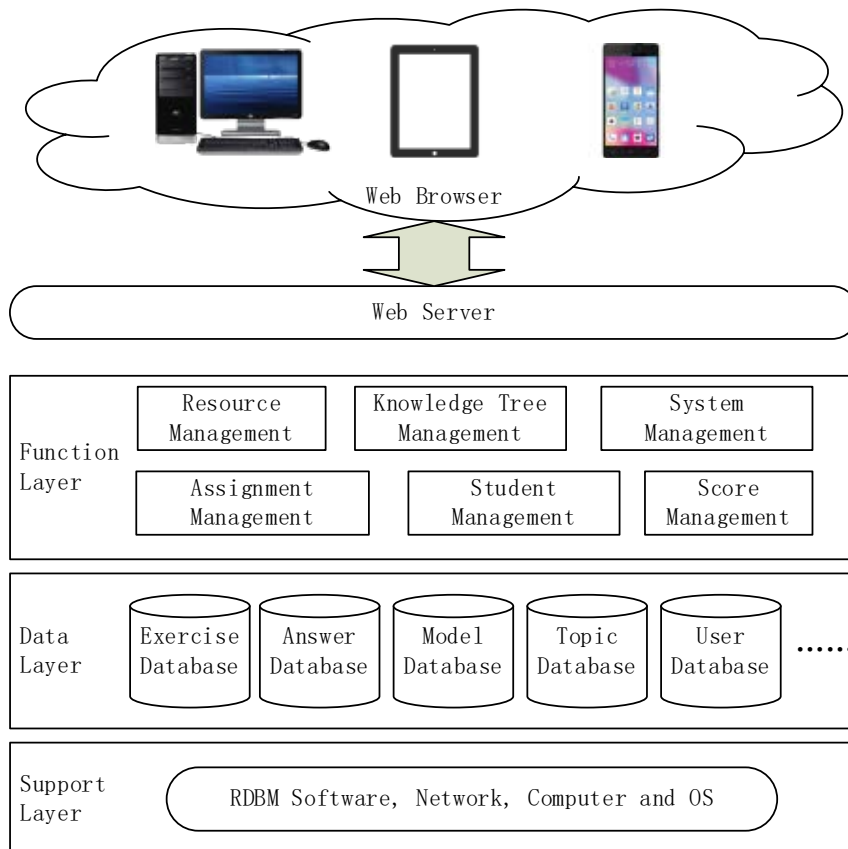 Web Browser
Web Server
Function
Layer
Resource
Management
Knowledge Tree
Management
System
Management
Assignment
Management
Student
Management
Score
Management
Data
Layer
Exercise
Database
Answer
Database
Model
Database
Topic
Database
User
Database
……
Support
Layer
RDBM Software, Network, Computer and OS